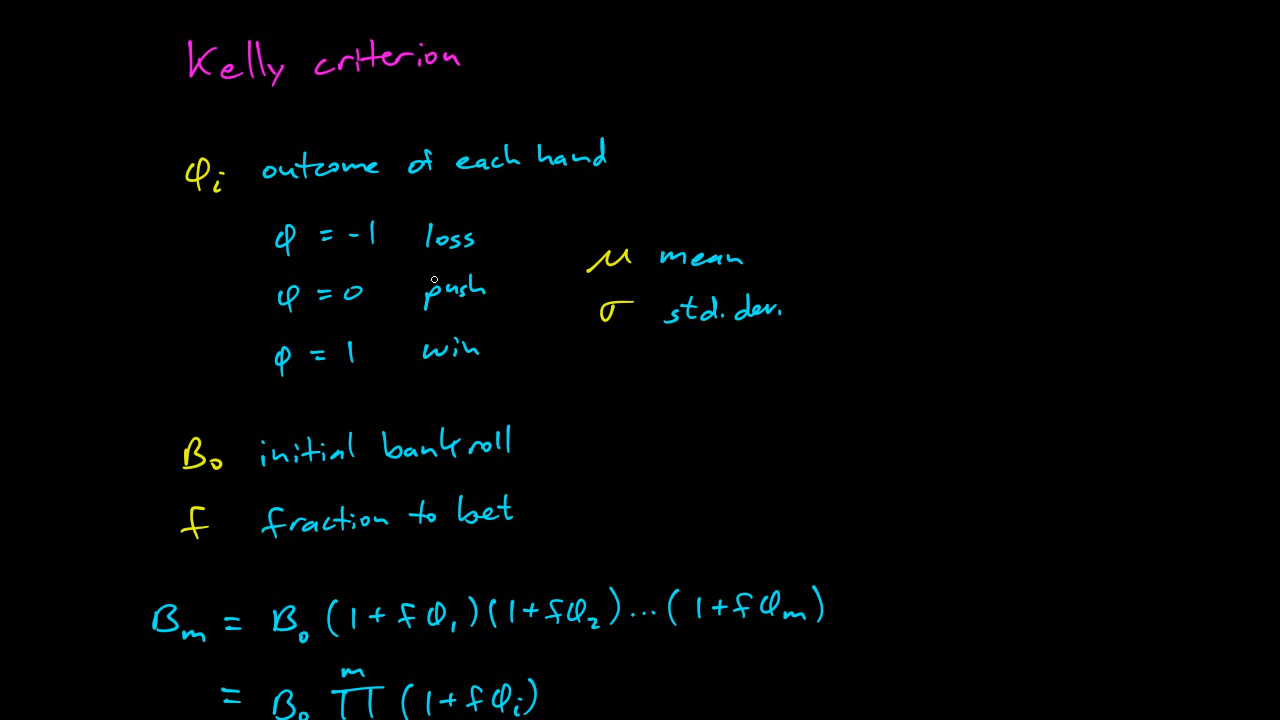 Kelly criterion
φᵢ outcome of each hand
φ = -1 loss
μ mean
φ = 0 push
σ std. dev.
φ = 1 win
B₀ initial bankroll
f fraction to bet
Bₘ = B₀ (1+fφ₁)(1+fφ₂)...(1+fφₘ)
m
= B₀ ∏ (1+fφᵢ)